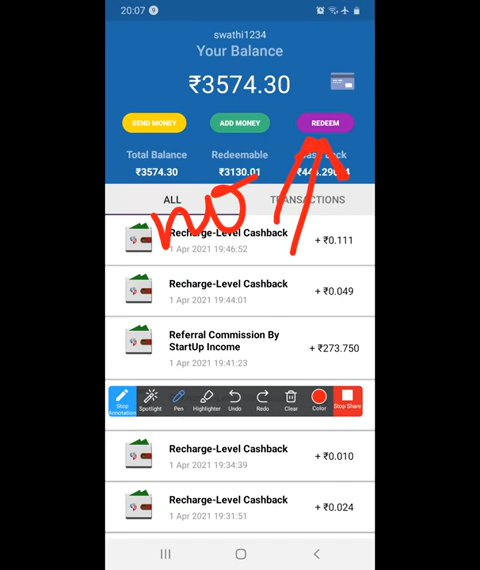 20:07
swathi1234
Your Balance
₹3574.30
SEND MONEY ADD MONEY REDEEM
Total Balance Redeemable
₹3574.30 ₹3130.01
ALL TRANSACTIONS
no
Recharge-Level Cashback
+ ₹0.111
1 Apr 2021 19:46:52
Recharge-Level Cashback
+ ₹0.049
1 Apr 2021 19:44:01
Referral Commission By
StartUp Income
+ ₹273.750
1 Apr 2021 19:41:23
Stop Annotation Spotlight Pen Highlighter Undo Redo Clear Color Stop Share
Recharge-Level Cashback
+ ₹0.010
1 Apr 2021 19:34:39
Recharge-Level Cashback
+ ₹0.024
1 Apr 2021 19:31:51